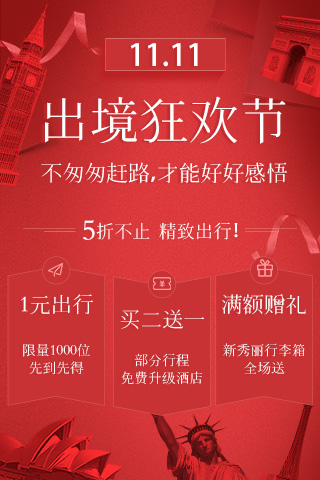 11.11
出境狂欢节
不匆匆赶路,才能好好感悟
5折不止 精致出行!
1元出行
限量1000位
先到先得
买二送一
部分行程
免费升级酒店
满额赠礼
新秀丽行李箱
全场送